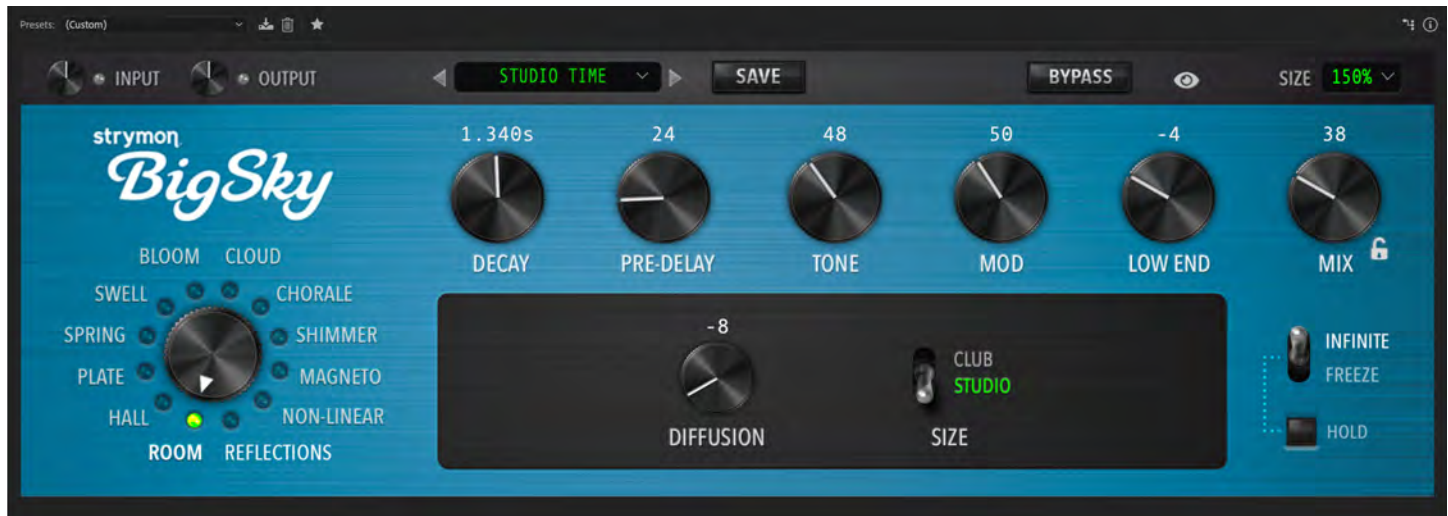 Presets: (Custom)
INPUT OUTPUT STUDIO TIME SAVE BYPASS SIZE 150%
strymon
BigSky
1.340s 24 48 50 -4 38
DECAY PRE-DELAY TONE MOD LOW END MIX
BLOOM CLOUD
SWELL CHORALE
SPRING SHIMMER
PLATE MAGNETO
HALL NON-LINEAR
ROOM REFLECTIONS
-8
CLUB
STUDIO
DIFFUSION SIZE
INFINITE
FREEZE
HOLD